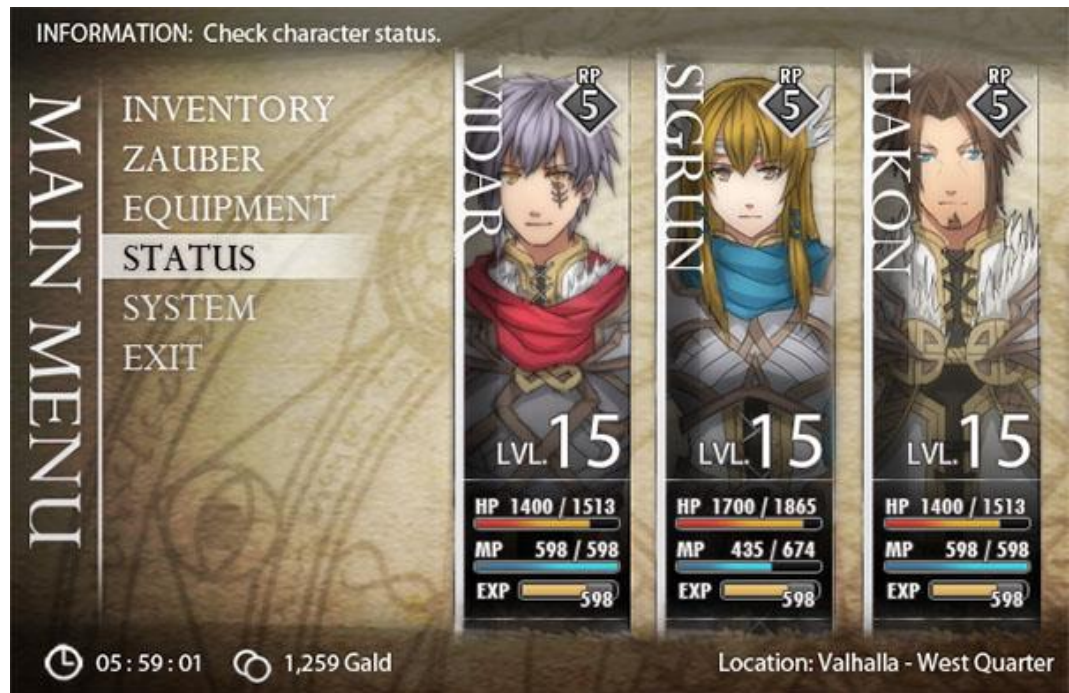 INFORMATION: Check character status.
MAIN MENU
INVENTORY
ZAUBER
EQUIPMENT
STATUS
SYSTEM
EXIT
VIDAR
RP
5
LVL.15
HP 1400 / 1513
MP 598 / 598
EXP 598
SIGRUN
RP
5
LVL.15
HP 1700 / 1865
MP 435 / 674
EXP 598
HAKON
RP
5
LVL.15
HP 1400 / 1513
MP 598 / 598
EXP 598
05 : 59 : 01
1,259 Gald
Location: Valhalla - West Quarter